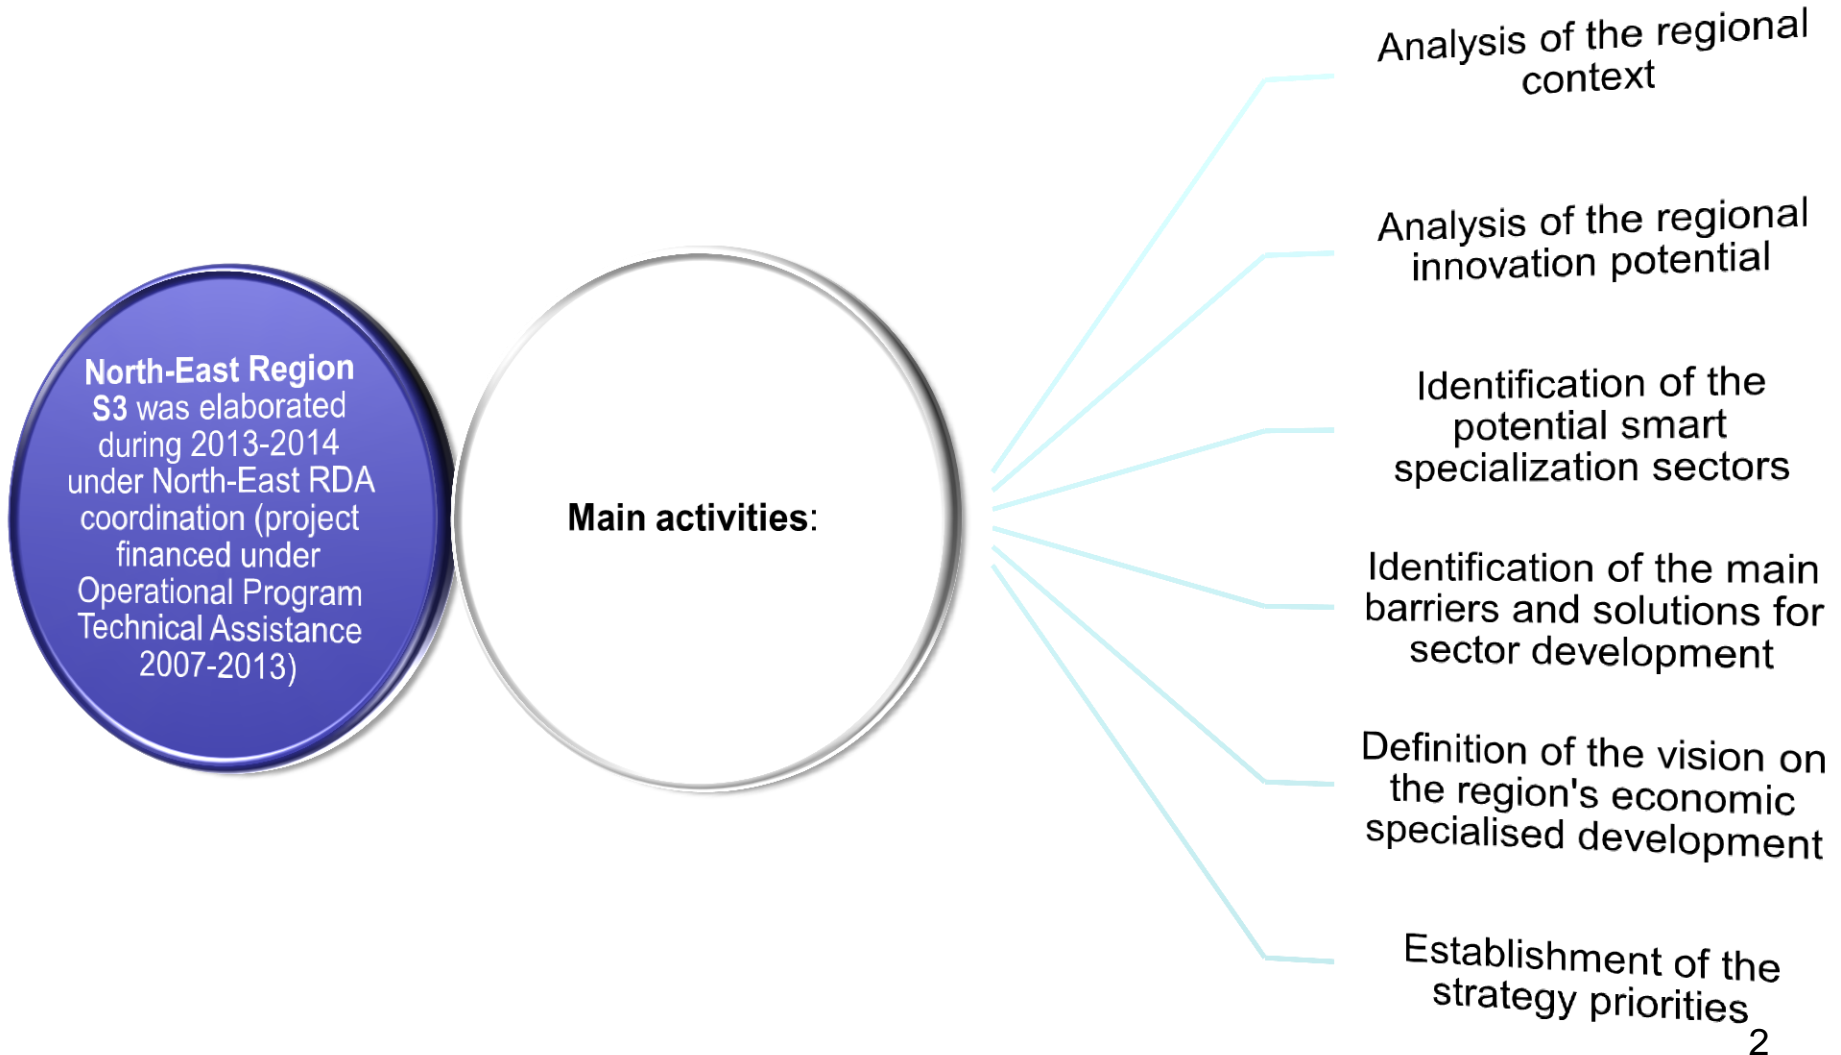 North-East Region
S3 was elaborated
during 2013-2014
under North-East RDA
coordination (project
financed under
Operational Program
Technical Assistance
2007-2013)
Main activities:
Analysis of the regional
context
Analysis of the regional
innovation potential
Identification of the
potential smart
specialization sectors
Identification of the main
barriers and solutions for
sector development
Definition of the vision on
the region's economic
specialised development
Establishment of the
strategy priorities
2